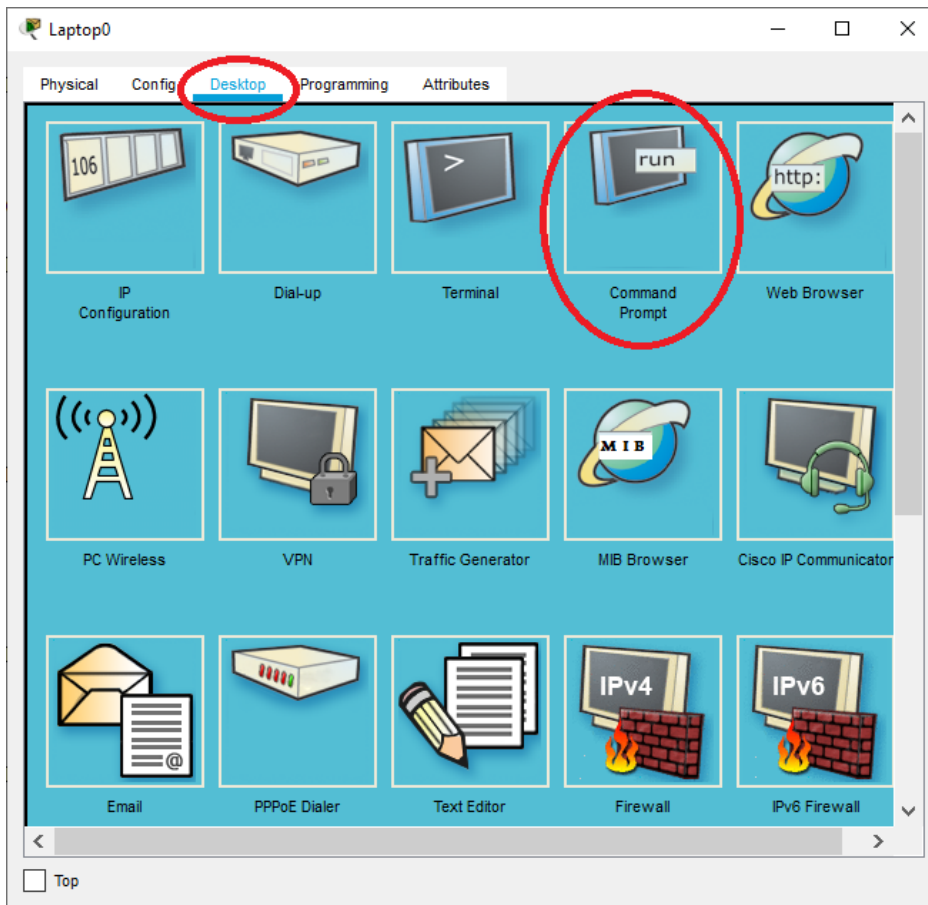 Laptop0
Physical Config Desktop Programming Attributes
106
>
run
http:
IP
Configuration
Dial-up
Terminal
Command
Prompt
Web Browser
MIB
PC Wireless
VPN
Traffic Generator
MIB Browser
Cisco IP Communicator
@
IPv4
IPv6
Email
PPPoE Dialer
Text Editor
Firewall
IPv6 Firewall
Top